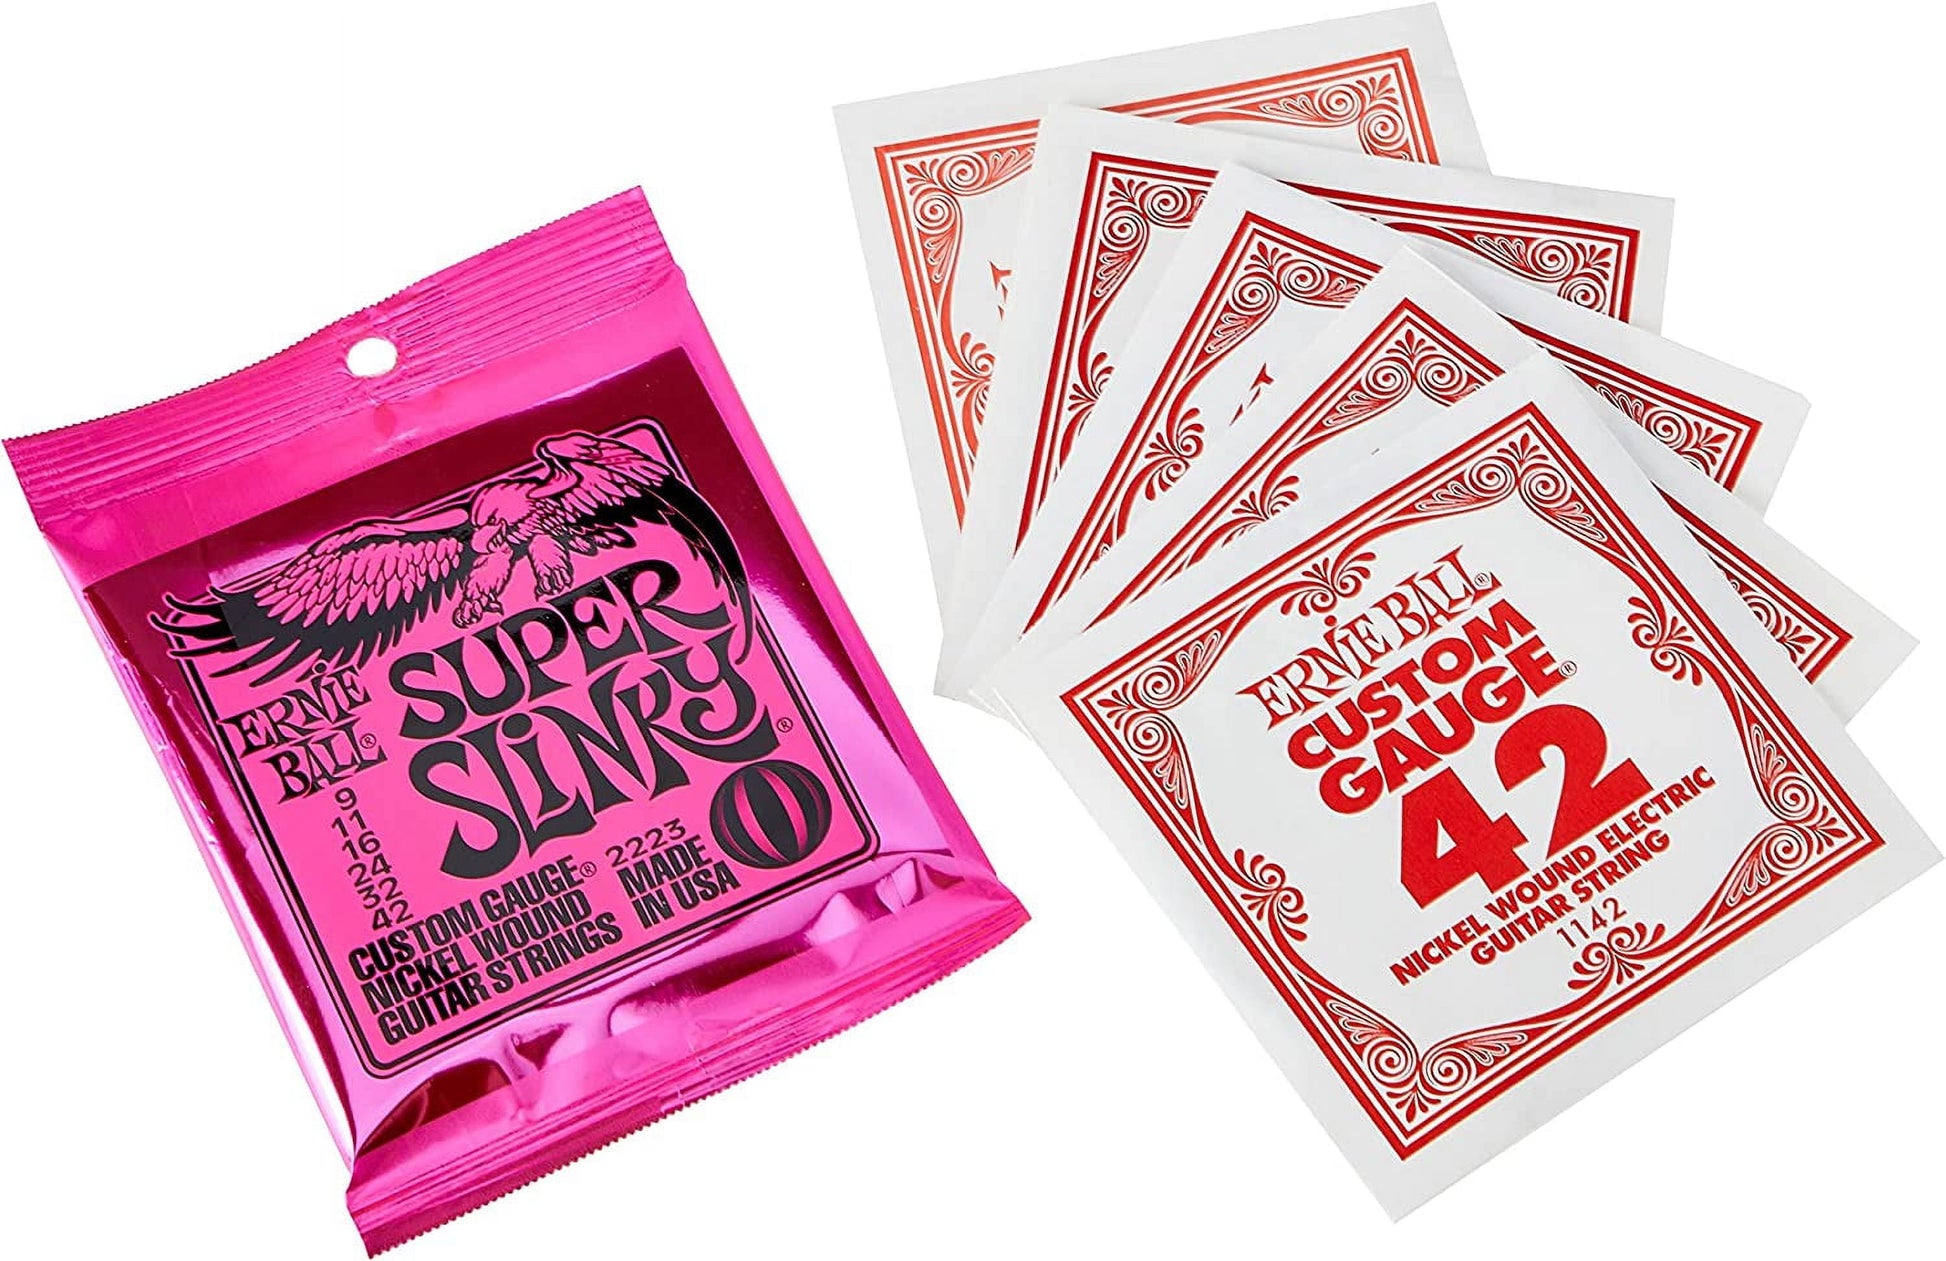 SUPER
SLINKY®
ERNIE
BALL®
9
11
16
24
32
42
2223
CUSTOM GAUGE®
NICKEL WOUND
GUITAR STRINGS
MADE
IN USA
ERNIE BALL®
CUSTOM
GAUGE®
42
NICKEL WOUND ELECTRIC
GUITAR STRING
1142